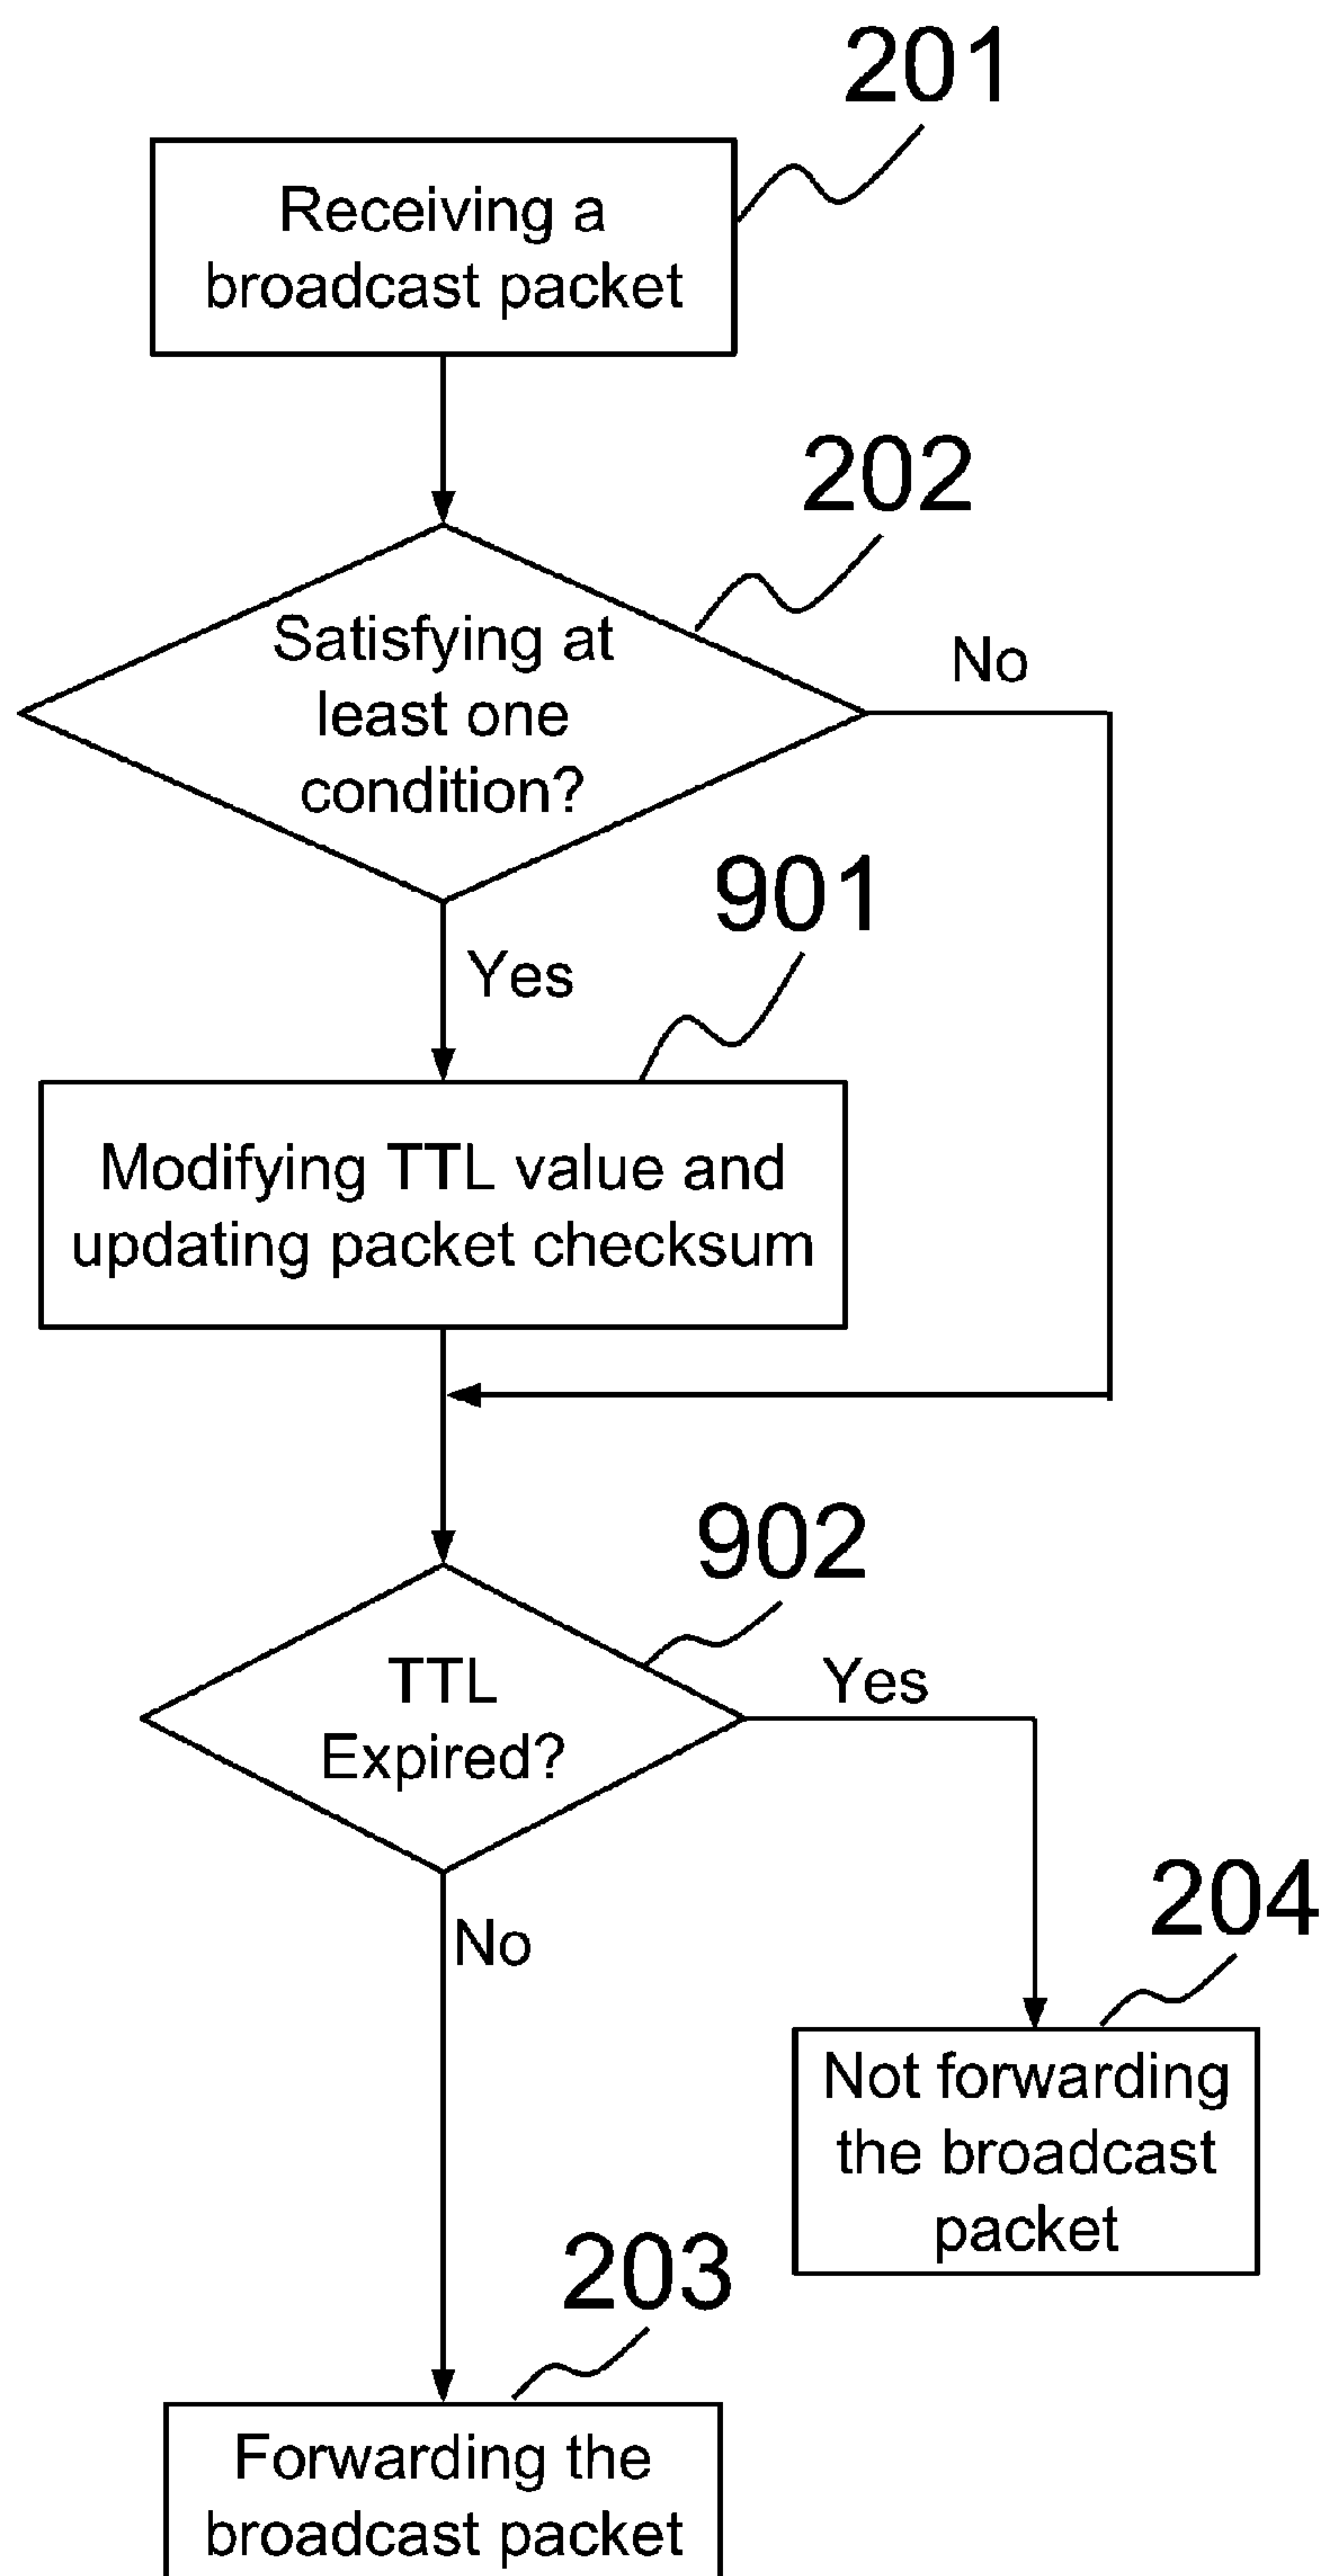 201
Receiving a
broadcast packet
202
Satisfying at
least one
condition?
No
901
Yes
Modifying TTL value and
updating packet checksum
902
TTL
Expired?
Yes
No
204
Not forwarding
the broadcast
packet
203
Forwarding the
broadcast packet